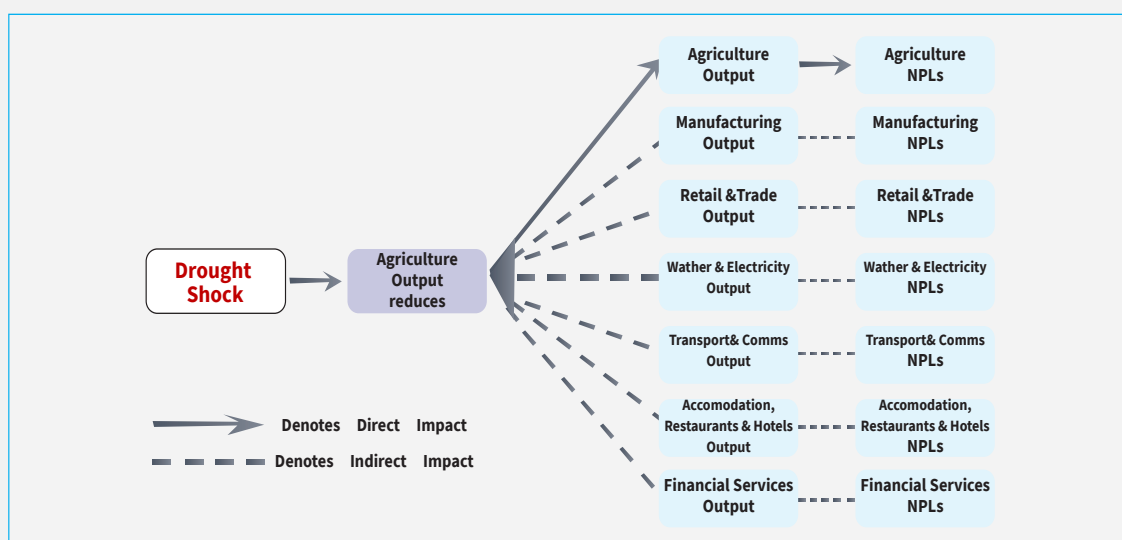 Drought
Shock
Agriculture
Output
reduces
Agriculture
Output
Agriculture
NPLs
Manufacturing
Output
Manufacturing
NPLs
Retail &Trade
Output
Retail &Trade
NPLs
Wather & Electricity
Output
Wather & Electricity
NPLs
Transport& Comms
Output
Transport& Comms
NPLs
Accomodation,
Restaurants & Hotels
Output
Accomodation,
Restaurants & Hotels
NPLs
Financial Services
Output
Financial Services
NPLs
Denotes Direct Impact
Denotes Indirect Impact